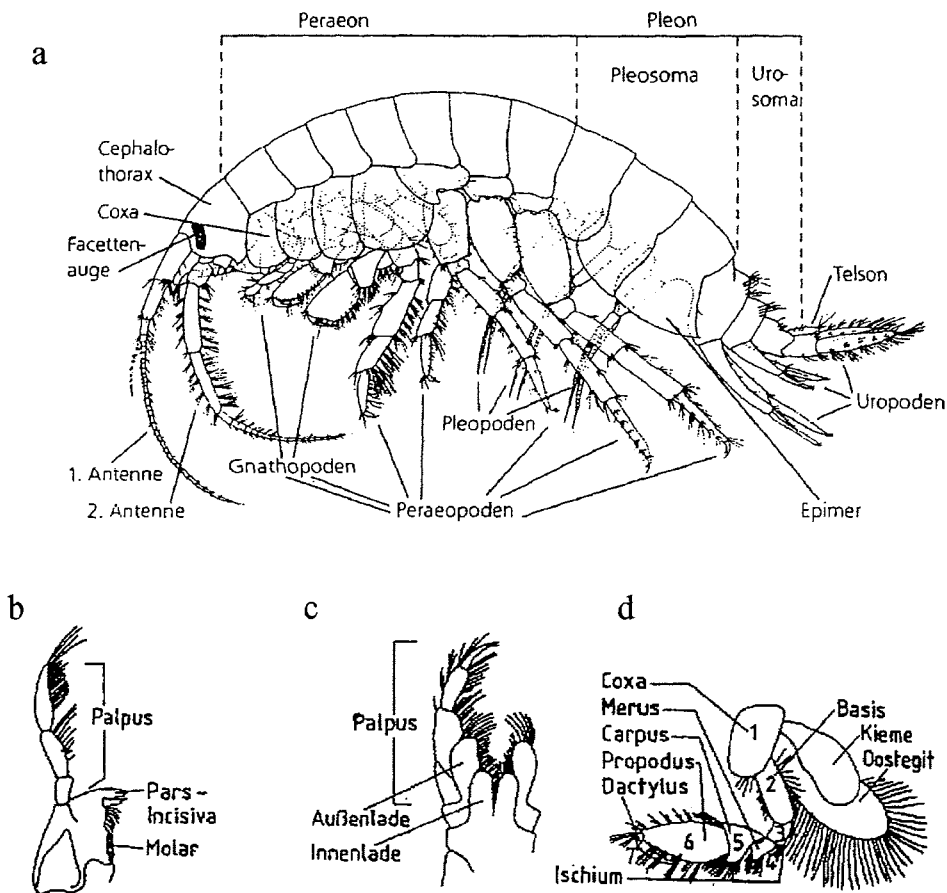 Peraeon Pleon
a
Pleosoma Uro-
soma
Cephalo-
thorax
Coxa
Facetten-
auge
Telson
Uropoden
Pleopoden
Gnathopoden
1. Antenne
2. Antenne
Peraeopoden
Epimer
b
Palpus
Pars-
Incisiva
Molar
c
Palpus
Außenlade
Innenlade
d
Coxa
Merus
Carpus
Propodus
Dactylus
Ischium
Basis
Kieme
Oostegit
1
2
3
4
5
6